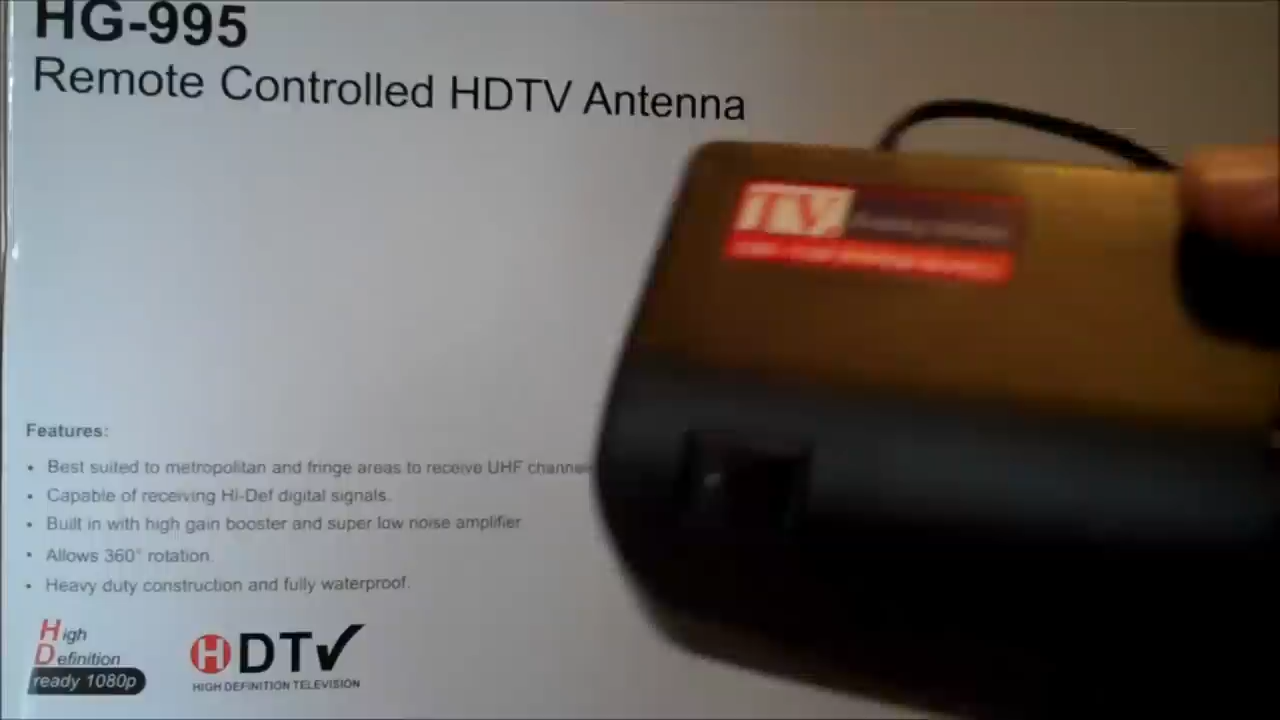 HG-995
Remote Controlled HDTV Antenna
TV
Features:
• Best suited to metropolitan and fringe areas to receive UHF
• Capable of receiving Hi-Def digital signals.
• Built in with high gain booster and super low noise amplifier
• Allows 360° rotation.
• Heavy duty construction and fully waterproof.
High
Definition
ready 1080p
HDTV
HIGH DEFINITION TELEVISION